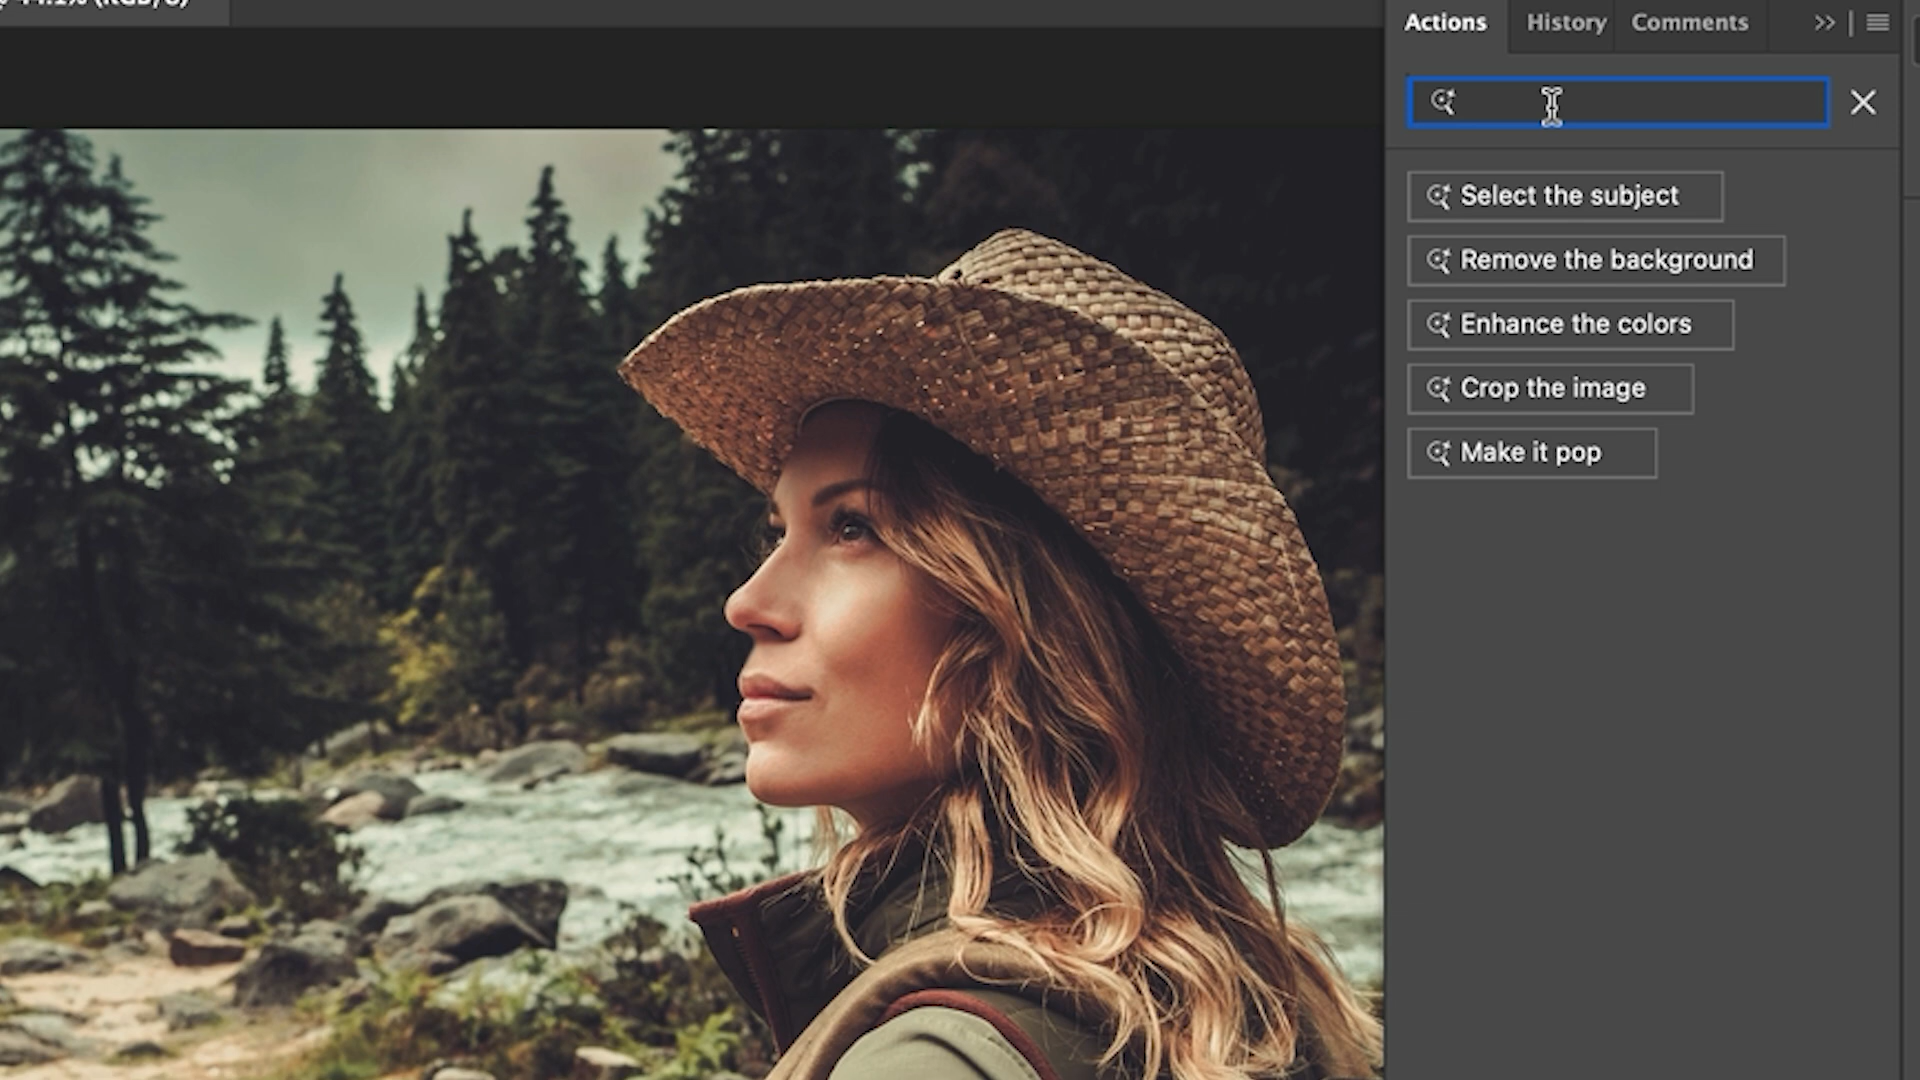 Actions History Comments
Select the subject
Remove the background
Enhance the colors
Crop the image
Make it pop